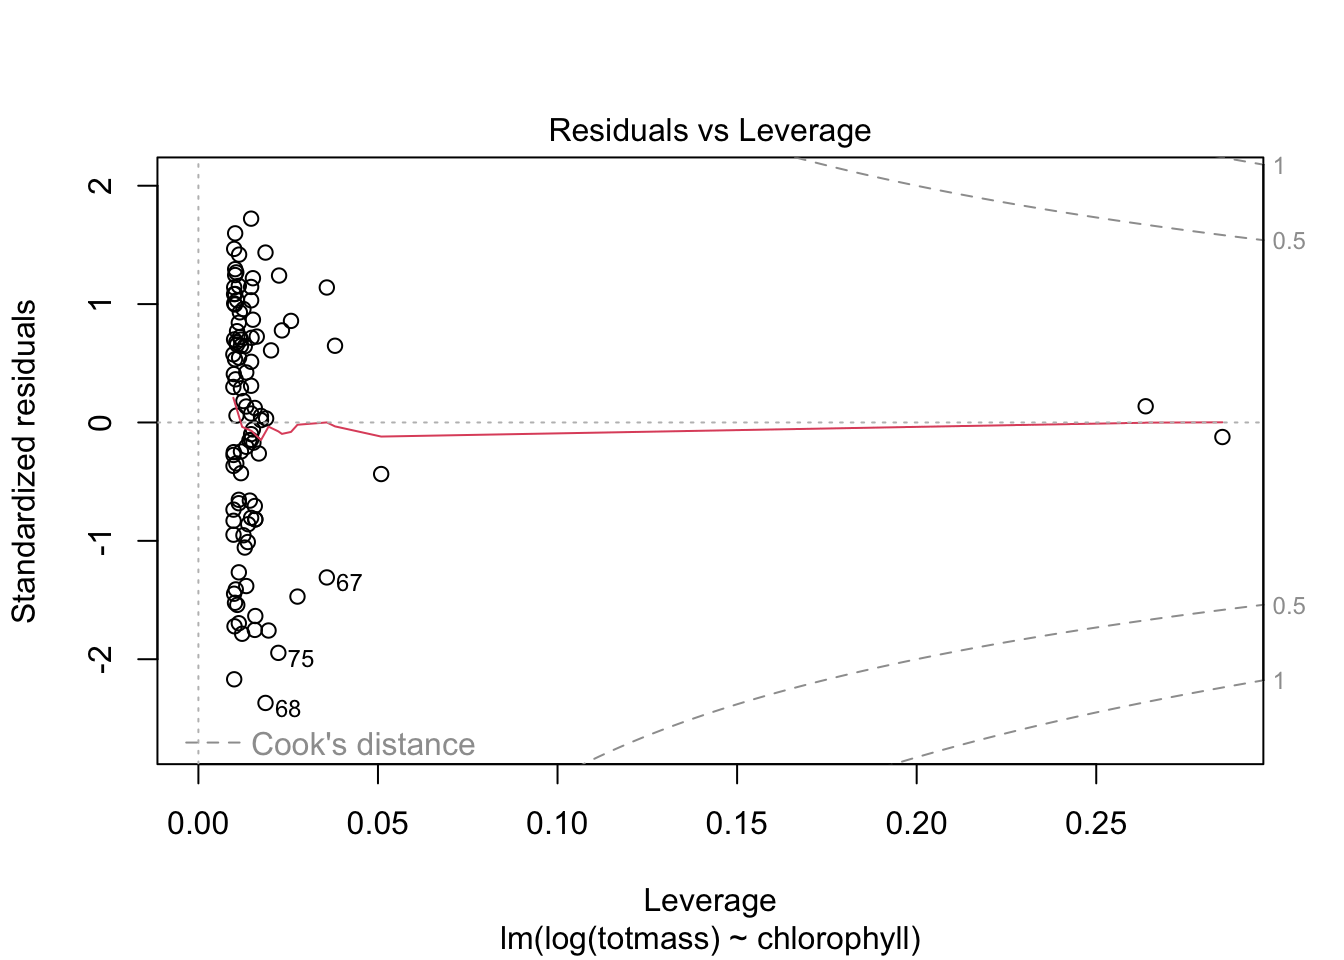 Residuals vs Leverage
Standardized residuals
2
1
0
-1
-2
1
0.5
0.5
1
67
75
68
Cook's distance
0.00 0.05 0.10 0.15 0.20 0.25
Leverage
lm(log(totmass) ~ chlorophyll)